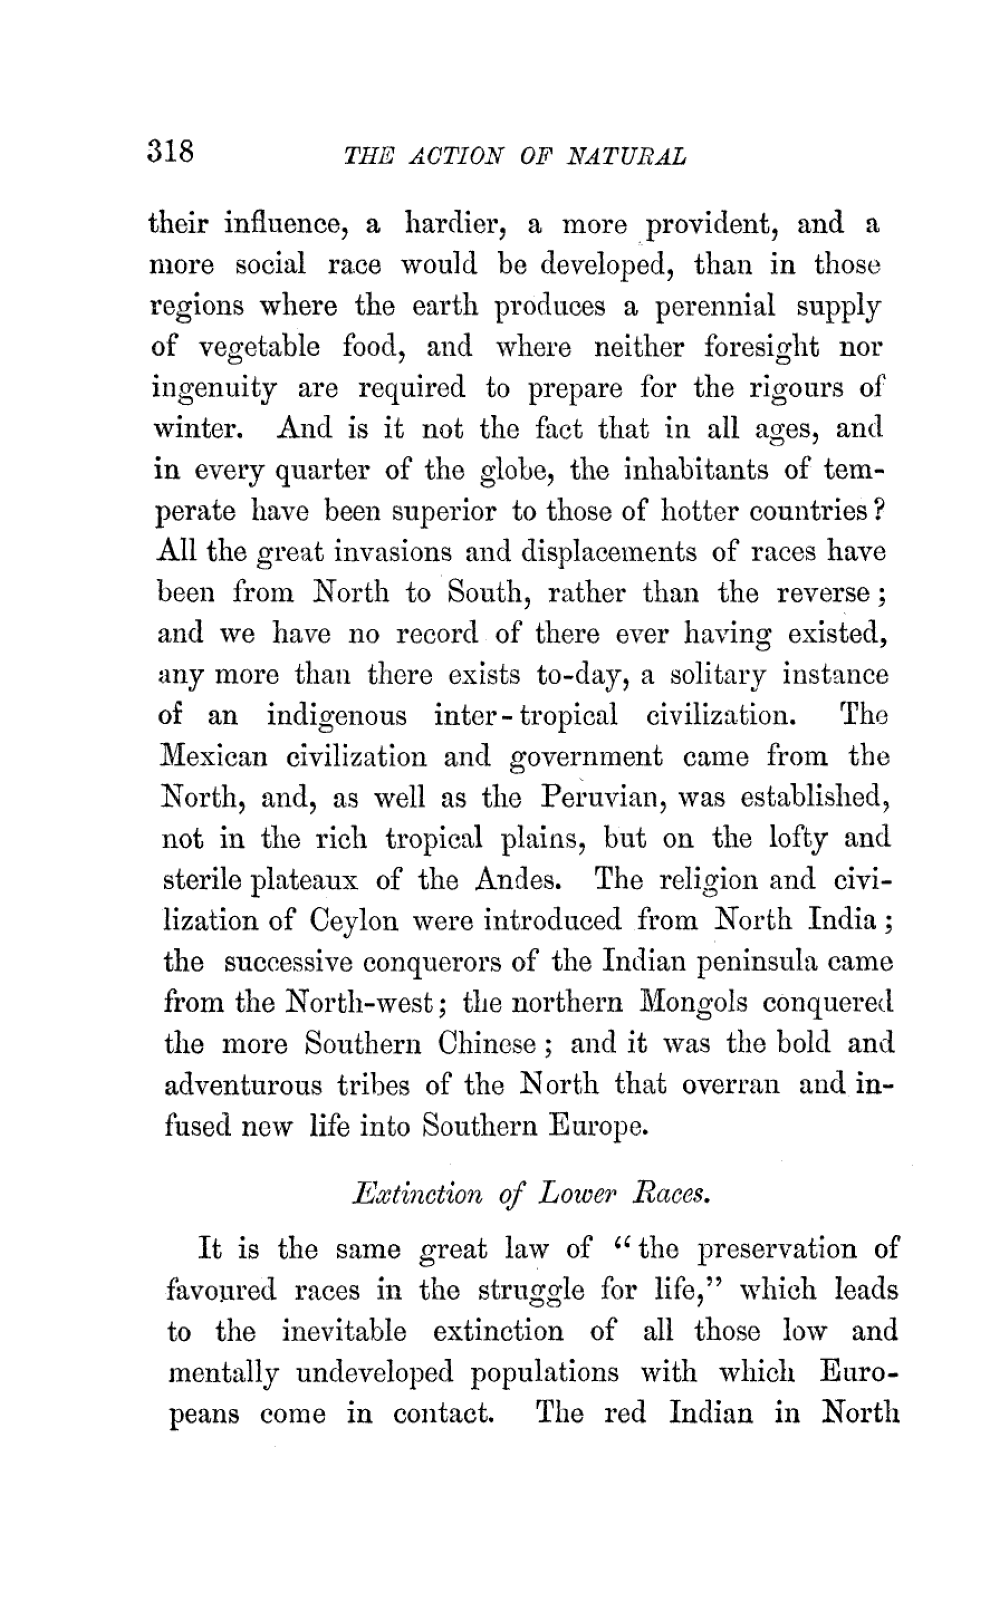 318 THE ACTION OF NATURAL
their influence, a hardier, a more provident, and a
more social race would be developed, than in those
regions where the earth produces a perennial supply
of vegetable food, and where neither foresight nor
ingenuity are required to prepare for the rigours of
winter. And is it not the fact that in all ages, and
in every quarter of the globe, the inhabitants of tem-
perate have been superior to those of hotter countries?
All the great invasions and displacements of races have
been from North to South, rather than the reverse;
and we have no record of there ever having existed,
any more than there exists to-day, a solitary instance
of an indigenous inter-tropical civilization. The
Mexican civilization and government came from the
North, and, as well as the Peruvian, was established,
not in the rich tropical plains, but on the lofty and
sterile plateaux of the Andes. The religion and civi-
lization of Ceylon were introduced from North India;
the successive conquerors of the Indian peninsula came
from the North-west; the northern Mongols conquered
the more Southern Chinese; and it was the bold and
adventurous tribes of the North that overran and in-
fused new life into Southern Europe.
Extinction of Lower Races.
It is the same great law of "the preservation of
favoured races in the struggle for life," which leads
to the inevitable extinction of all those low and
mentally undeveloped populations with which Euro-
peans come in contact. The red Indian in North